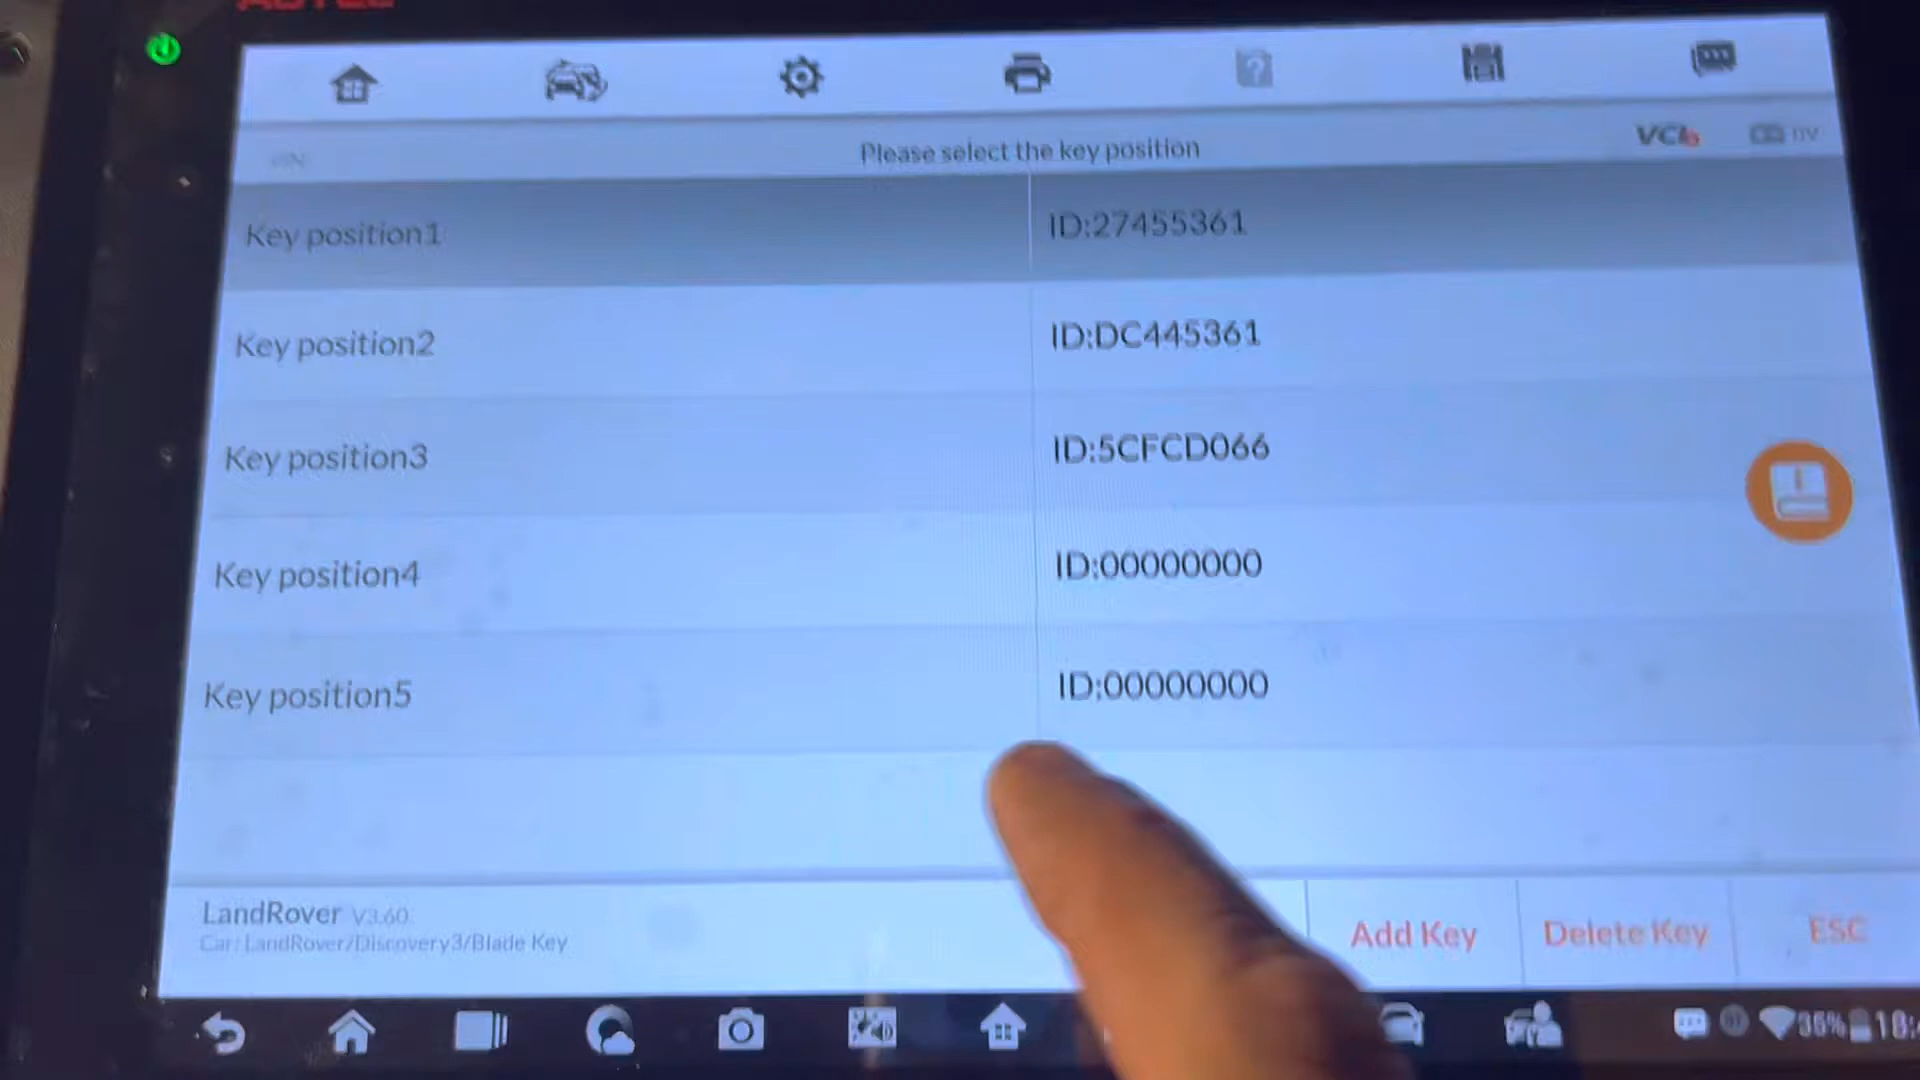 Please select the key position
VCI
Key position1 ID:27455361
Key position2 ID:DC445361
Key position3 ID:5CFCD066
Key position4 ID:00000000
Key position5 ID:00000000
LandRover V3.60
Car: LandRover/Discovery3/Blade Key
Add Key
Delete Key
ESC